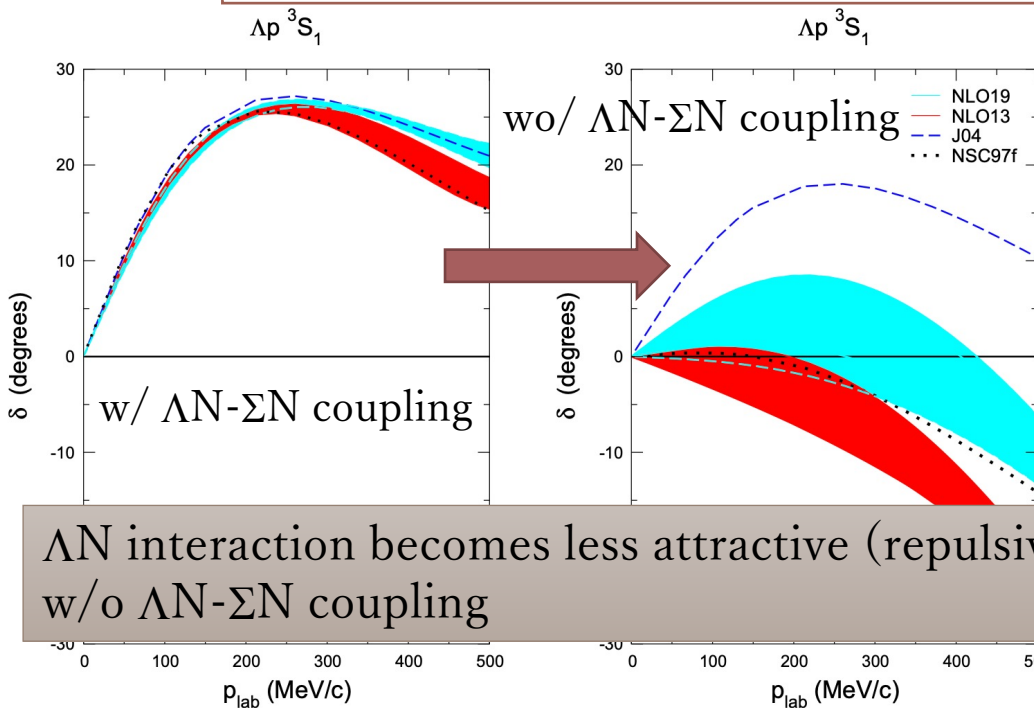 Λp ³S₁
Λp ³S₁
30
20
10
0
-10
δ (degrees)
w/ ΛN-ΣN coupling
0
100
200
300
400
500
p_lab (MeV/c)
wo/ ΛN-ΣN coupling
NLO19
NLO13
J04
NSC97f
30
20
10
0
-10
δ (degrees)
ΛN interaction becomes less attractive (repulsiv
w/o ΛN-ΣN coupling
-30
-30
0
100
200
300
400
p_lab (MeV/c)